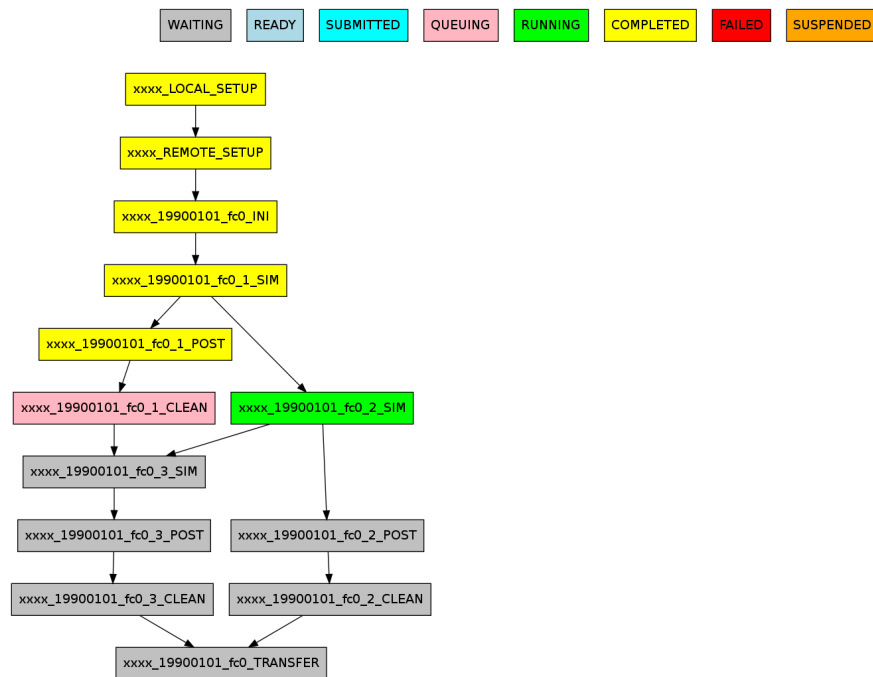 WAITING READY SUBMITTED QUEUING RUNNING COMPLETED FAILED SUSPENDED
xxxx_LOCAL_SETUP
xxxx_REMOTE_SETUP
xxxx_19900101_fc0_INI
xxxx_19900101_fc0_1_SIM
xxxx_19900101_fc0_1_POST
xxxx_19900101_fc0_1_CLEAN xxxx_19900101_fc0_2_SIM
xxxx_19900101_fc0_3_SIM
xxxx_19900101_fc0_3_POST xxxx_19900101_fc0_2_POST
xxxx_19900101_fc0_3_CLEAN xxxx_19900101_fc0_2_CLEAN
xxxx_19900101_fc0_TRANSFER